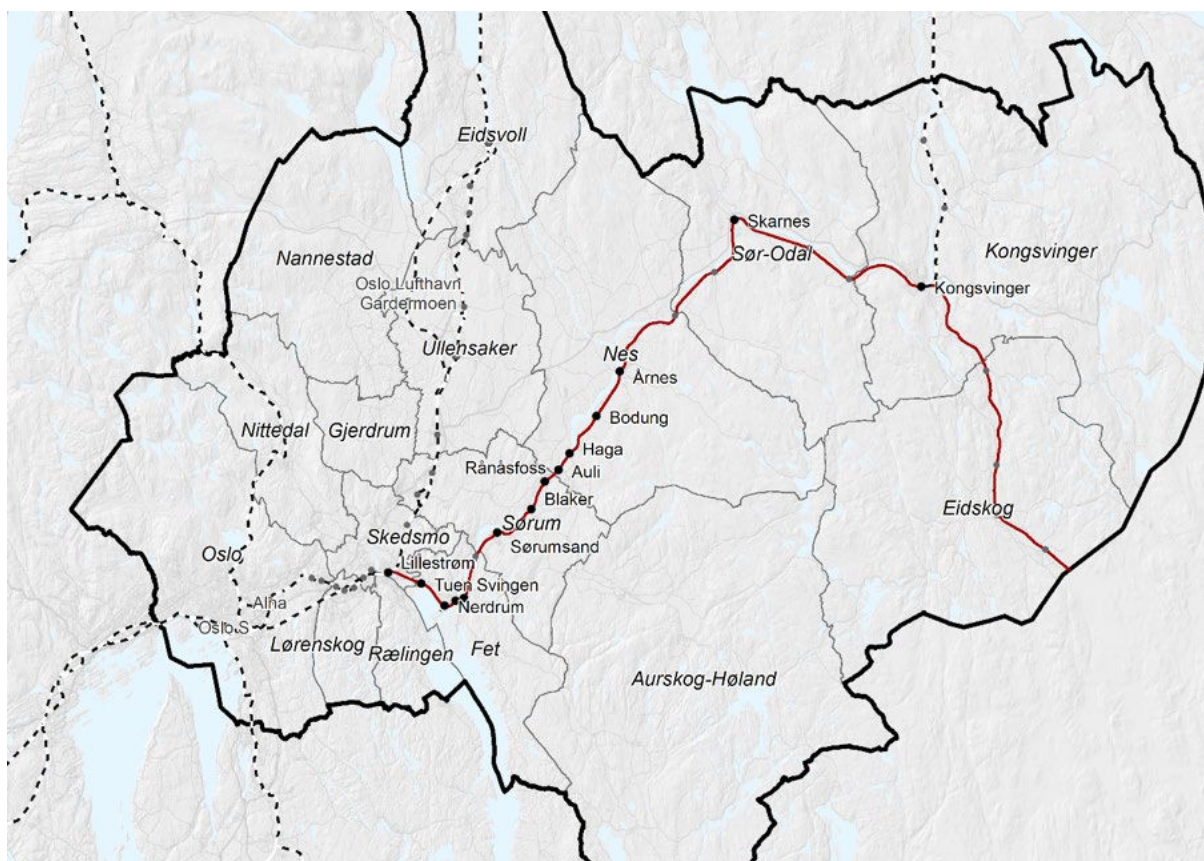 Eidsvoll
Skarnes
Nannestad
Sør-Odal
Kongsvinger
Oslo Lufthavn
Gardermoen
Kongsvinger
Ullensaker
Nes
Årnes
Bodung
Nittedal
Gjerdrum
Haga
Rånåsfoss
Auli
Blaker
Eidskog
Sørum
Skedsmo
Sørumsand
Oslo
Lillestrøm
Tuen Svingen
Alna
Nerdrum
Oslo S
Lørenskog
Rælingen
Fet
Aurskog-Høland